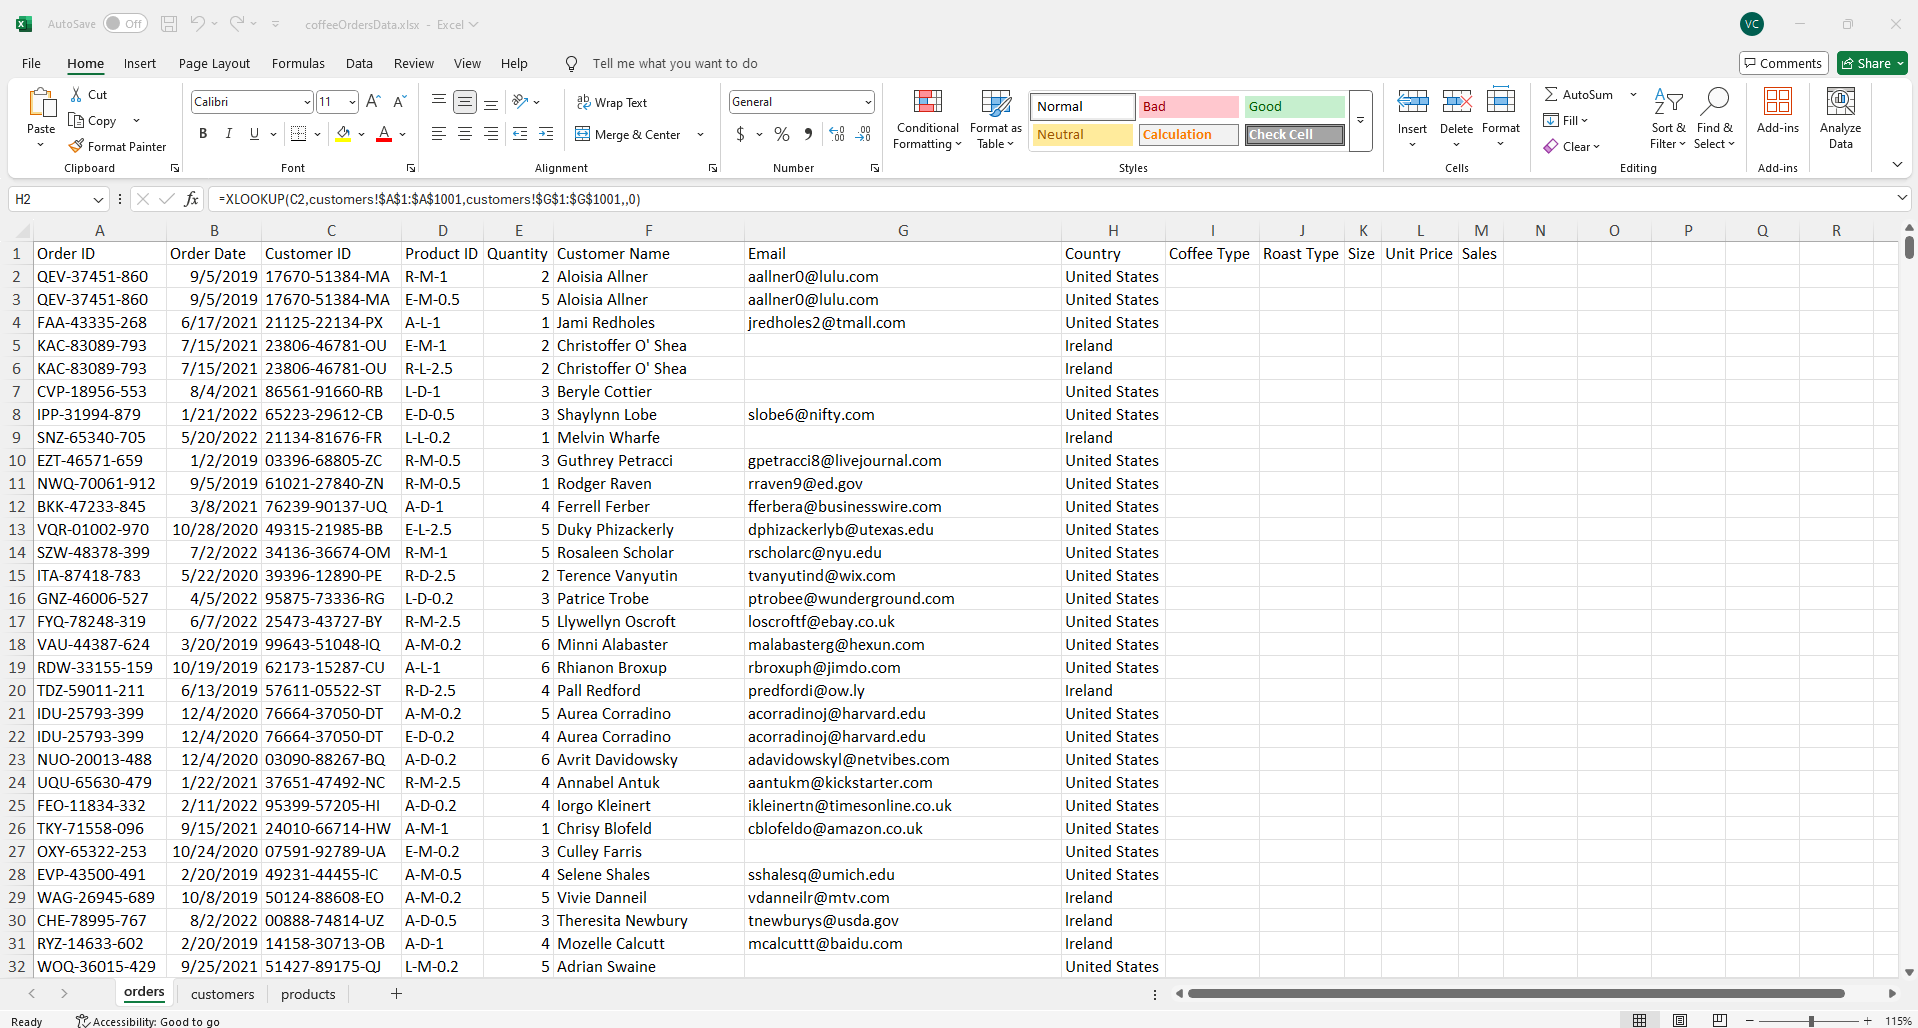 AutoSave Off coffeeOrdersData.xlsx - Excel VC
File Home Insert Page Layout Formulas Data Review View Help Tell me what you want to do Comments Share
Paste Cut Copy Format Painter Clipboard
Calibri 11 A A B I U A Font
Wrap Text Merge & Center Alignment
General $ % 9 .00 Number
Conditional Formatting Format as Table Normal Bad Good Neutral Calculation Check Cell Styles
Insert Delete Format Cells
AutoSum Fill Clear Sort & Filter Find & Select Editing
Add-ins Add-ins
Analyze Data
H2 fx =XLOOKUP(C2,customers!$A$1:$A$1001,customers!$G$1:$G$1001,,0)
A B C D E F G H I J K L M N O P Q R
1 Order ID Order Date Customer ID Product ID Quantity Customer Name Email Country Coffee Type Roast Type Size Unit Price Sales
2 QEV-37451-860 9/5/2019 17670-51384-MA R-M-1 2 Aloisia Allner aallner0@lulu.com United States
3 QEV-37451-860 9/5/2019 17670-51384-MA E-M-0.5 5 Aloisia Allner aallner0@lulu.com United States
4 FAA-43335-268 6/17/2021 21125-22134-PX A-L-1 1 Jami Redholes jredholes2@tmall.com United States
5 KAC-83089-793 7/15/2021 23806-46781-OU E-M-1 2 Christoffer O' Shea Ireland
6 KAC-83089-793 7/15/2021 23806-46781-OU R-L-2.5 2 Christoffer O' Shea Ireland
7 CVP-18956-553 8/4/2021 86561-91660-RB L-D-1 3 Beryle Cottier United States
8 IPP-31994-879 1/21/2022 65223-29612-CB E-D-0.5 3 Shaylynn Lobe slobe6@nifty.com United States
9 SNZ-65340-705 5/20/2022 21134-81676-FR L-L-0.2 1 Melvin Wharfe Ireland
10 EZT-46571-659 1/2/2019 03396-68805-ZC R-M-0.5 3 Guthrey Petracci gpetracci8@livejournal.com United States
11 NWQ-70061-912 9/5/2019 61021-27840-ZN R-M-0.5 1 Rodger Raven rraven9@ed.gov United States
12 BKK-47233-845 3/8/2021 76239-90137-UQ A-D-1 4 Ferrell Ferber fferbera@businesswire.com United States
13 VQR-01002-970 10/28/2020 49315-21985-BB E-L-2.5 5 Duky Phizackerly dphizackerlyb@utexas.edu United States
14 SZW-48378-399 7/2/2022 34136-36674-OM R-M-1 5 Rosaleen Scholar rscholarc@nyu.edu United States
15 ITA-87418-783 5/22/2020 39396-12890-PE R-D-2.5 2 Terence Vanyutin tvanyutind@wix.com United States
16 GNZ-46006-527 4/5/2022 95875-73336-RG L-D-0.2 3 Patrice Trobe ptrobee@wunderground.com United States
17 FYQ-78248-319 6/7/2022 25473-43727-BY R-M-2.5 5 Llywellyn Oscroft loscroftf@ebay.co.uk United States
18 VAU-44387-624 3/20/2019 99643-51048-IQ A-M-0.2 6 Minni Alabaster malabasterg@hexun.com United States
19 RDW-33155-159 10/19/2019 62173-15287-CU A-L-1 6 Rhianon Broxup rbroxuph@jimdo.com United States
20 TDZ-59011-211 6/13/2019 57611-05522-ST R-D-2.5 4 Pall Redford predfordi@ow.ly Ireland
21 IDU-25793-399 12/4/2020 76664-37050-DT A-M-0.2 5 Aurea Corradino acorradinoj@harvard.edu United States
22 IDU-25793-399 12/4/2020 76664-37050-DT E-D-0.2 4 Aurea Corradino acorradinoj@harvard.edu United States
23 NUO-20013-488 12/4/2020 03090-88267-BQ A-D-0.2 6 Avrit Davidowsky adavidowskyl@netvibes.com United States
24 UQU-65630-479 1/22/2021 37651-47492-NC R-M-2.5 4 Annabel Antuk aantukm@kickstarter.com United States
25 FEO-11834-332 2/11/2022 95399-57205-HI A-D-0.2 4 Iorgo Kleinert ikleinertn@timesonline.co.uk United States
26 TKY-71558-096 9/15/2021 24010-66714-HW A-M-1 1 Chrisy Blofeld cblofeldo@amazon.co.uk United States
27 OXY-65322-253 10/24/2020 07591-92789-UA E-M-0.2 3 Culley Farris United States
28 EVP-43500-491 2/20/2019 49231-44455-IC A-M-0.5 4 Selene Shales sshalesq@umich.edu United States
29 WAG-26945-689 10/8/2019 50124-88608-EO A-M-0.2 5 Vivie Danneil vdanneilr@mtv.com Ireland
30 CHE-78995-767 8/2/2022 00888-74814-UZ A-D-0.5 3 Theresita Newbury tnewburys@usda.gov Ireland
31 RYZ-14633-602 2/20/2019 14158-30713-OB A-D-1 4 Mozelle Calcutt mcalcuttt@baidu.com Ireland
32 WOQ-36015-429 9/25/2021 51427-89175-QJ L-M-0.2 5 Adrian Swaine United States
orders customers products
Ready Accessibility: Good to go 115%